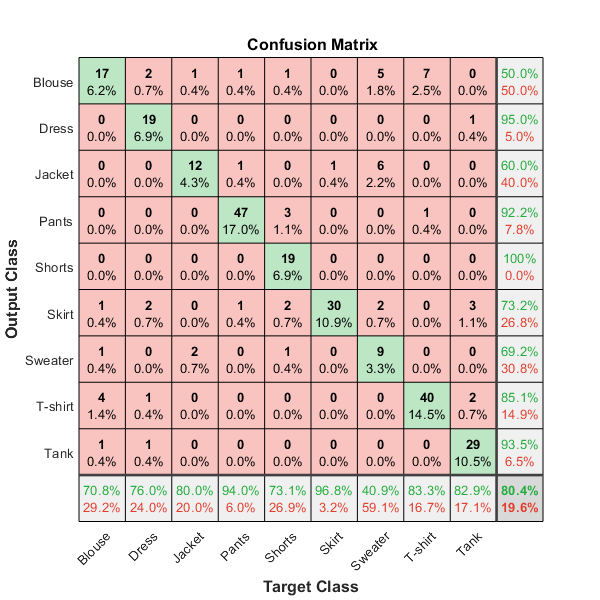 Confusion Matrix
Blouse 17 2 1 1 1 0 5 7 0 50.0%
6.2% 0.7% 0.4% 0.4% 0.4% 0.0% 1.8% 2.5% 0.0% 50.0%
Dress 0 19 0 0 0 0 0 0 1 95.0%
0.0% 6.9% 0.0% 0.0% 0.0% 0.0% 0.0% 0.0% 0.4% 5.0%
Jacket 0 0 12 1 0 1 6 0 0 60.0%
0.0% 0.0% 4.3% 0.4% 0.0% 0.4% 2.2% 0.0% 0.0% 40.0%
Pants 0 0 0 47 3 0 0 1 0 92.2%
0.0% 0.0% 0.0% 17.0% 1.1% 0.0% 0.0% 0.4% 0.0% 7.8%
Shorts 0 0 0 0 19 0 0 0 0 100%
0.0% 0.0% 0.0% 0.0% 6.9% 0.0% 0.0% 0.0% 0.0% 0.0%
Skirt 1 2 0 1 2 30 2 0 3 73.2%
0.4% 0.7% 0.0% 0.4% 0.7% 10.9% 0.7% 0.0% 1.1% 26.8%
Sweater 1 0 2 0 1 0 9 0 0 69.2%
0.4% 0.0% 0.7% 0.0% 0.4% 0.0% 3.3% 0.0% 0.0% 30.8%
T-shirt 4 1 0 0 0 0 0 40 2 85.1%
1.4% 0.4% 0.0% 0.0% 0.0% 0.0% 0.0% 14.5% 0.7% 14.9%
Tank 1 1 0 0 0 0 0 0 29 93.5%
0.4% 0.4% 0.0% 0.0% 0.0% 0.0% 0.0% 0.0% 10.5% 6.5%
70.8% 76.0% 80.0% 94.0% 73.1% 96.8% 40.9% 83.3% 82.9% 80.4%
29.2% 24.0% 20.0% 6.0% 26.9% 3.2% 59.1% 16.7% 17.1% 19.6%
Blouse Dress Jacket Pants Shorts Skirt Sweater T-shirt Tank
Target Class
Output Class